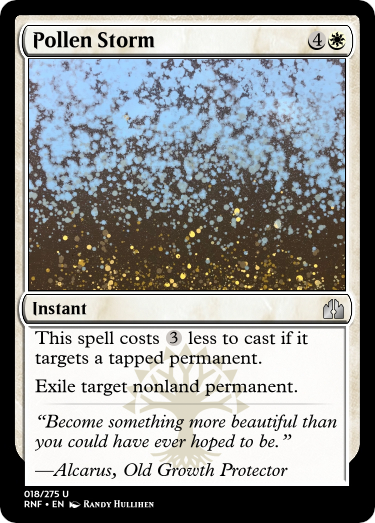 Pollen Storm 4
Instant
This spell costs 3 less to cast if it
targets a tapped permanent.
Exile target nonland permanent.
“Become something more beautiful than
you could have ever hoped to be.”
—Alcarus, Old Growth Protector
018/275 U
RNF • EN Randy Hullihen